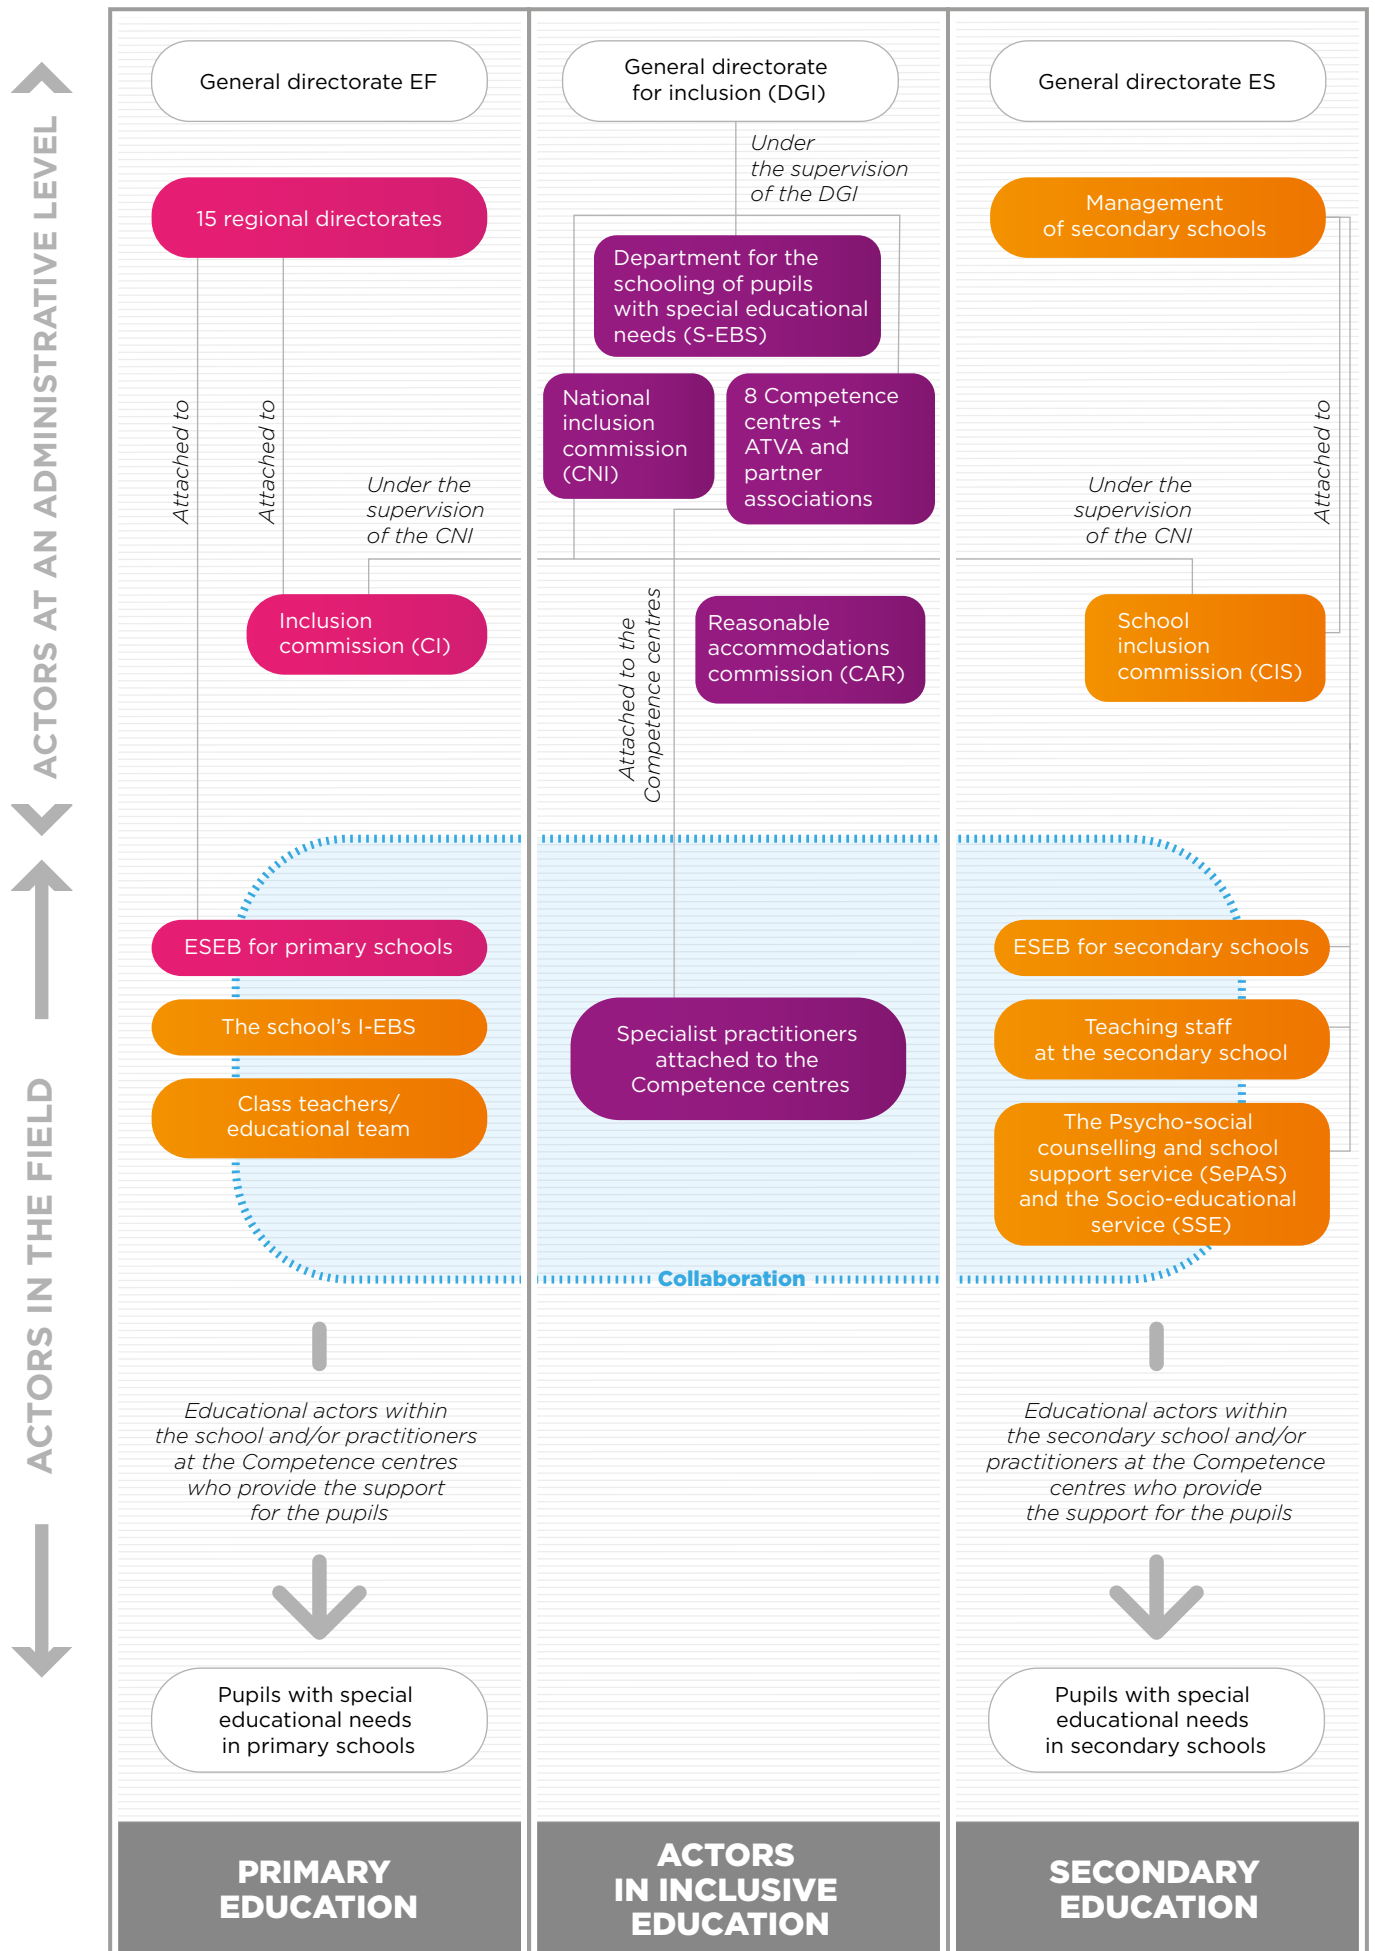 ACTORS AT AN ADMINISTRATIVE LEVEL
ACTORS IN THE FIELD
General directorate EF
15 regional directorates
Attached to
Attached to
Under the
supervision
of the CNI
Inclusion
commission (CI)
ESEB for primary schools
The school's I-EBS
Class teachers/
educational team
Educational actors within
the school and/or practitioners
at the Competence centres
who provide the support
for the pupils
Pupils with special
educational needs
in primary schools
PRIMARY
EDUCATION
General directorate
for inclusion (DGI)
Under
the supervision
of the DGI
Department for the
schooling of pupils
with special educational
needs (S-EBS)
National
inclusion
commission
(CNI)
8 Competence
centres +
ATVA and
partner
associations
Attached to the
Competence centres
Reasonable
accommodations
commission (CAR)
Specialist practitioners
attached to the
Competence centres
Collaboration
ACTORS
IN INCLUSIVE
EDUCATION
General directorate ES
Management
of secondary schools
Attached to
Under the
supervision
of the CNI
School
inclusion
commission (CIS)
ESEB for secondary schools
Teaching staff
at the secondary school
The Psycho-social
counselling and school
support service (SePAS)
and the Socio-educational
service (SSE)
Educational actors within
the secondary school and/or
practitioners at the Competence
centres who provide
the support for the pupils
Pupils with special
educational needs
in secondary schools
SECONDARY
EDUCATION